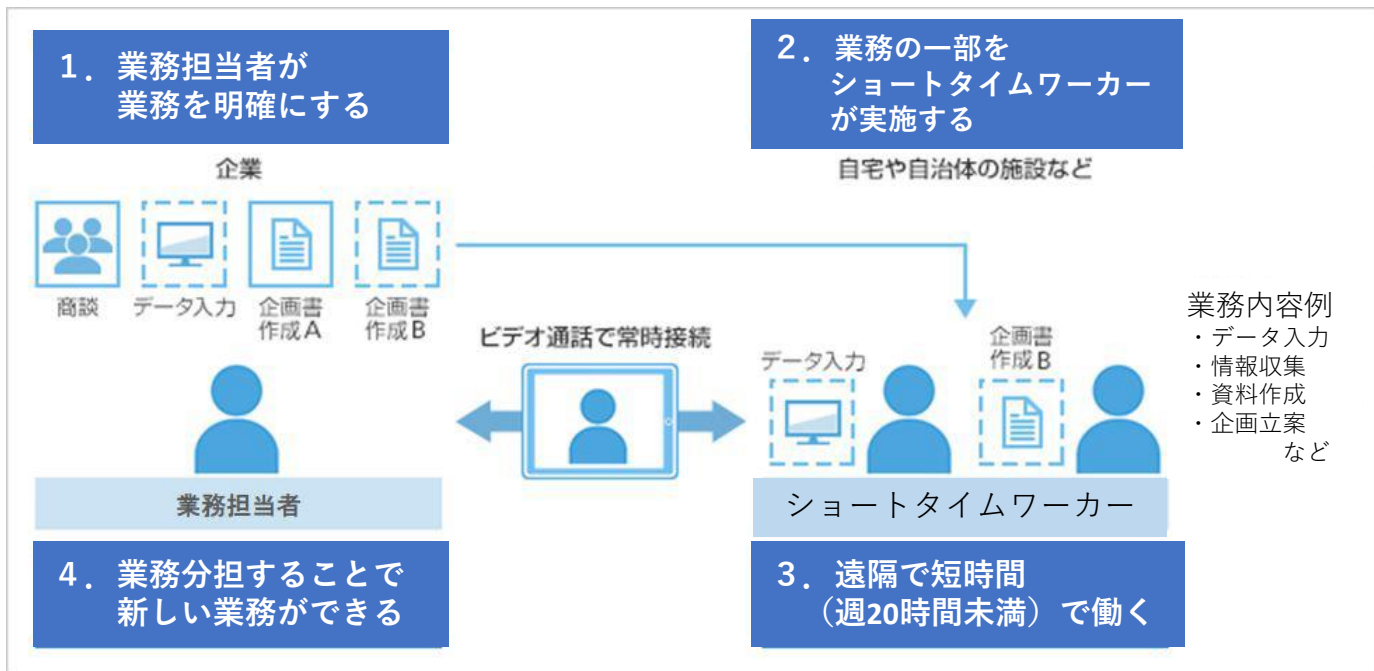 1．業務担当者が
業務を明確にする
2．業務の一部を
ショートタイムワーカー
が実施する
企業
自宅や自治体の施設など
商談
データ入力
企画書
作成A
企画書
作成B
ビデオ通話で常時接続
データ入力
企画書
作成B
業務内容例
・データ入力
・情報収集
・資料作成
・企画立案
など
業務担当者
ショートタイムワーカー
4．業務分担することで
新しい業務ができる
3．遠隔で短時間
（週20時間未満）で働く